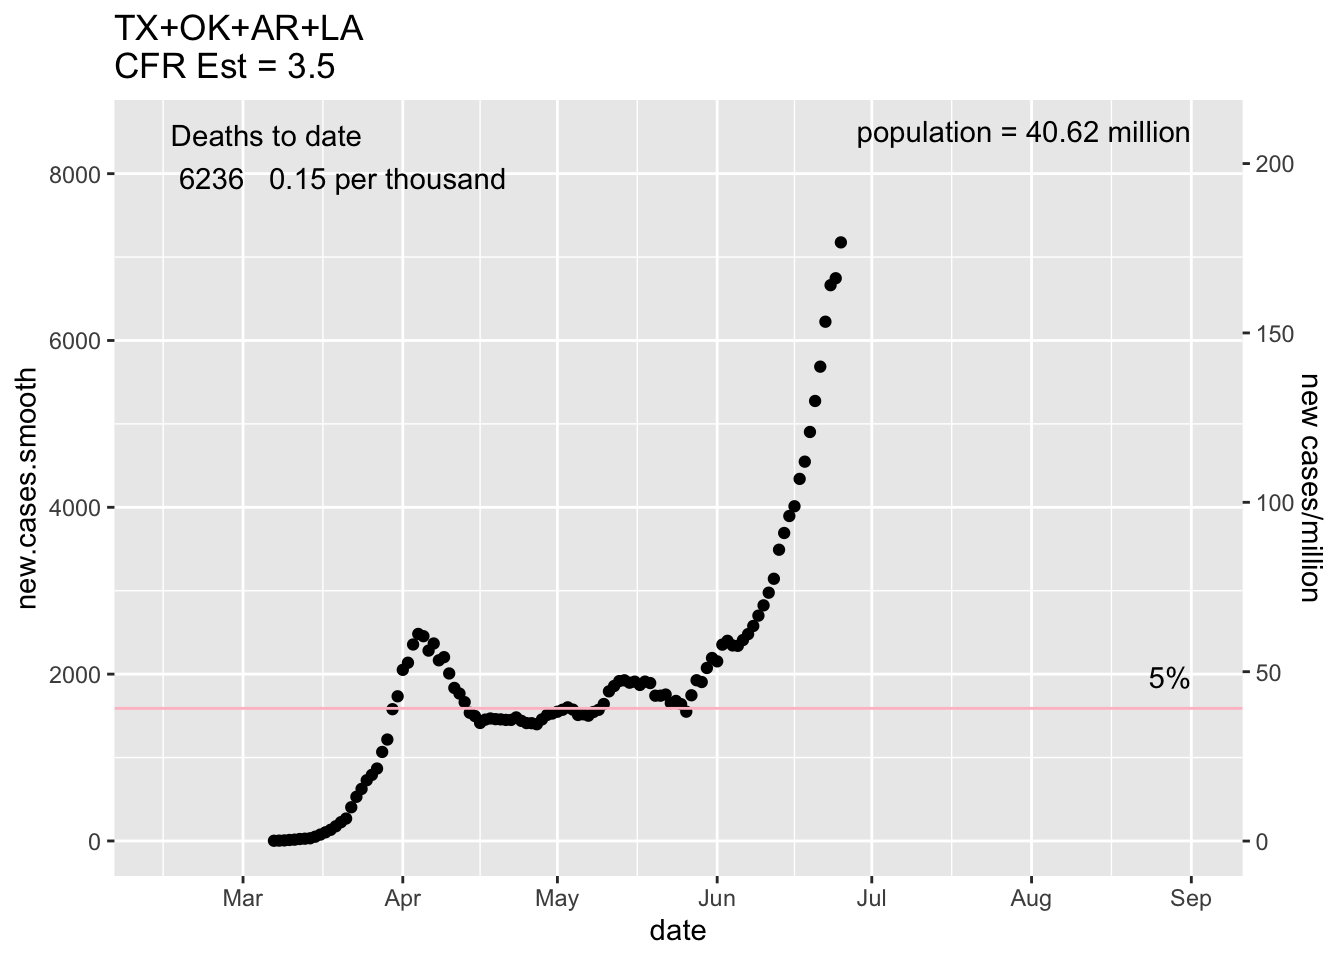 TX+OK+AR+LA
CFR Est = 3.5
Deaths to date
population = 40.62 million
6236 0.15 per thousand
8000
6000
4000
2000
0
new.cases.smooth
200
150
100
50
0
new cases/million
5%
Mar Apr May Jun Jul Aug Sep
date